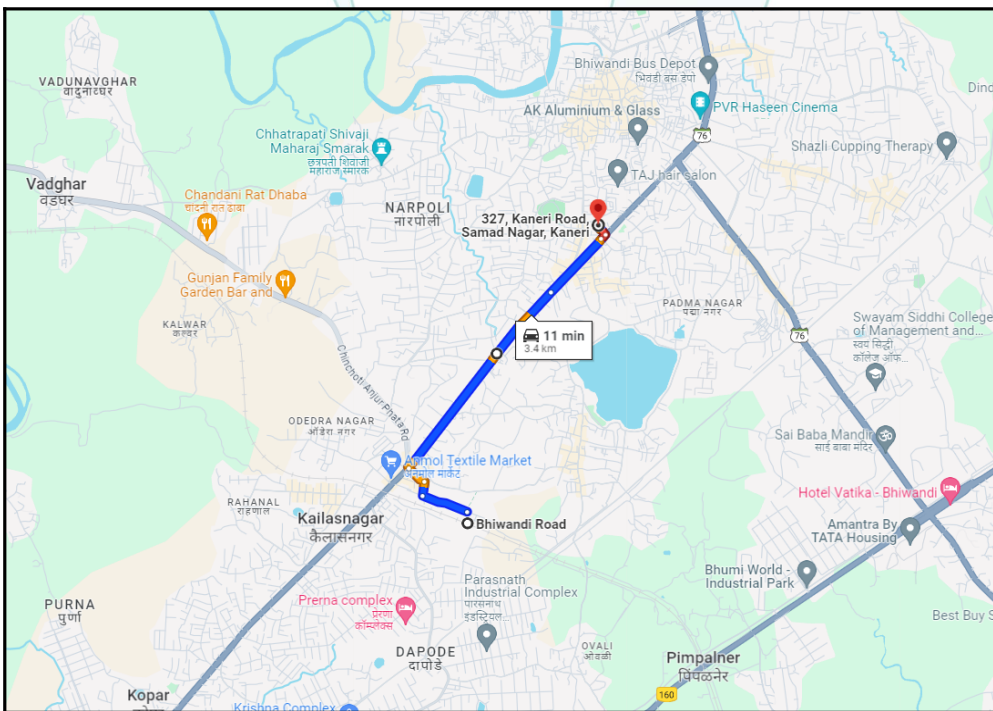 Bhiwandi Bus Depot
भिवंडी बस डेपो
Dind
VADUNAVGHAR
वादुनावघर
PVR Haseen Cinema
AK Aluminium & Glass
76
Chhatrapati Shivaji
Maharaj Smarak
छत्रपती शिवाजी
महाराज स्मारक
Shazli Cupping Therapy
TAJ hair salon
Vadghar
वडघर
Chandani Rat Dhaba
चांदनी रात ढाबा
NARPOLI
नारपोली
327, Kaneri Road,
Samad Nagar, Kaneri
Gunjan Family
Garden Bar and
PADMA NAGAR
पद्मा नगर
KALWAR
काल्वर
Swayam Siddhi College
of Management and...
स्वयं सिद्धी
कॉलेज ऑफ...
11 min
3.4 km
76
Chinchoti Anjur Phata Rd
ODEDRA NAGAR
ओडेरा नगर
Sai Baba Mandir
साई बाबा मंदिर
Anmol Textile Market
अनमोल मार्केट
Hotel Vatika - Bhiwandi
RAHANAL
राहणाल
Kailasnagar
कैलासनगर
Bhiwandi Road
Amantra By
TATA Housing
Bhumi World -
Industrial Park
Parasnath
Industrial Complex
पारसनाथ
इंडस्ट्रियल...
PURNA
पुर्णा
Prerna complex
प्रेरणा
कॉम्प्लेक्स
Best Buy S
DAPODE
दापोडे
OVALI
ओवळी
Pimpalner
पिंपळनेर
Kopar
160
Krishna Complex